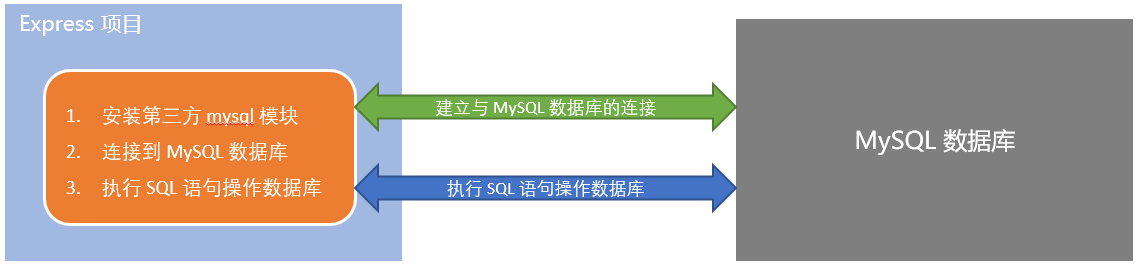 Express 项目
1. 安装第三方 mysql 模块
2. 连接到 MySQL 数据库
3. 执行 SQL 语句操作数据库
建立与 MySQL 数据库的连接
执行 SQL 语句操作数据库
MySQL 数据库